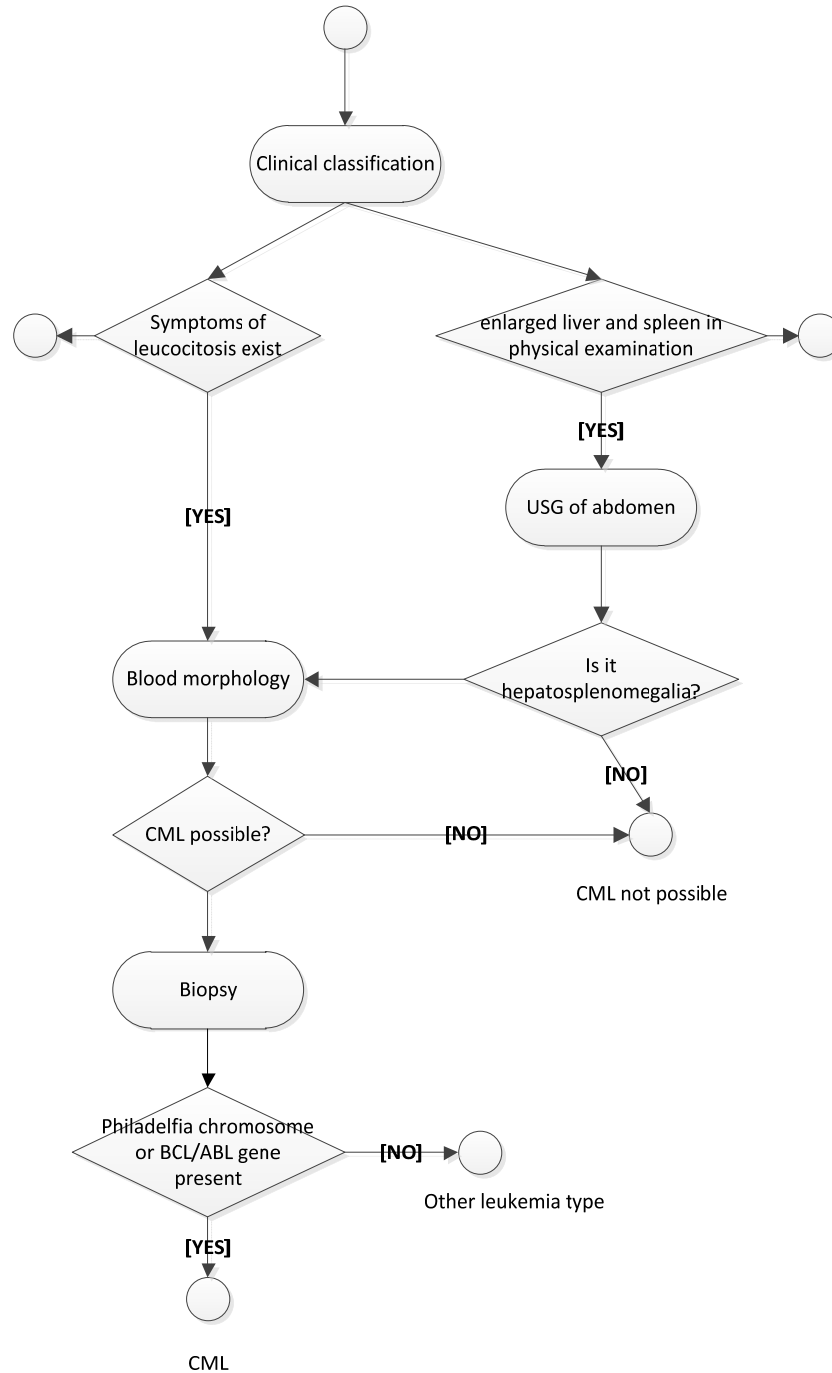 Clinical classification
Symptoms of
leucocitosis exist
enlarged liver and spleen in
physical examination
[YES]
USG of abdomen
[YES]
Is it
hepatosplenomegalia?
Blood morphology
[NO]
CML possible?
[NO]
CML not possible
Biopsy
Philadelfia chromosome
or BCL/ABL gene
present
[NO]
Other leukemia type
[YES]
CML